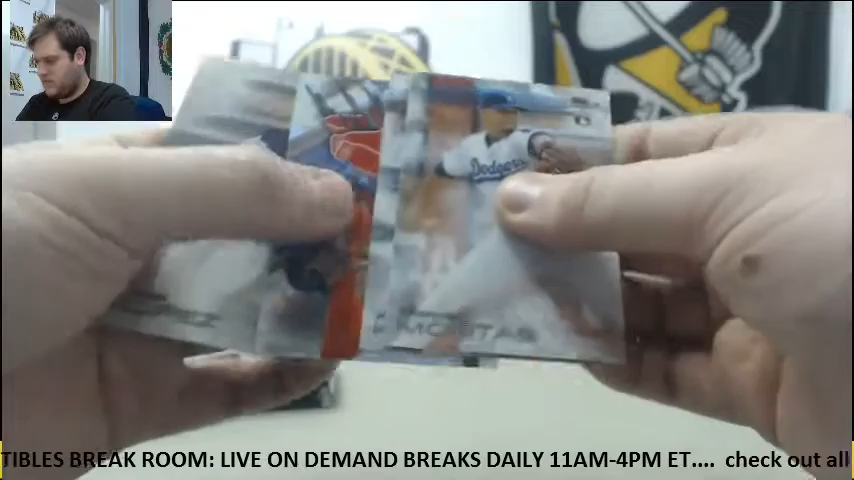 Dodgers
TIBLES BREAK ROOM: LIVE ON DEMAND BREAKS DAILY 11AM-4PM ET.... check out all